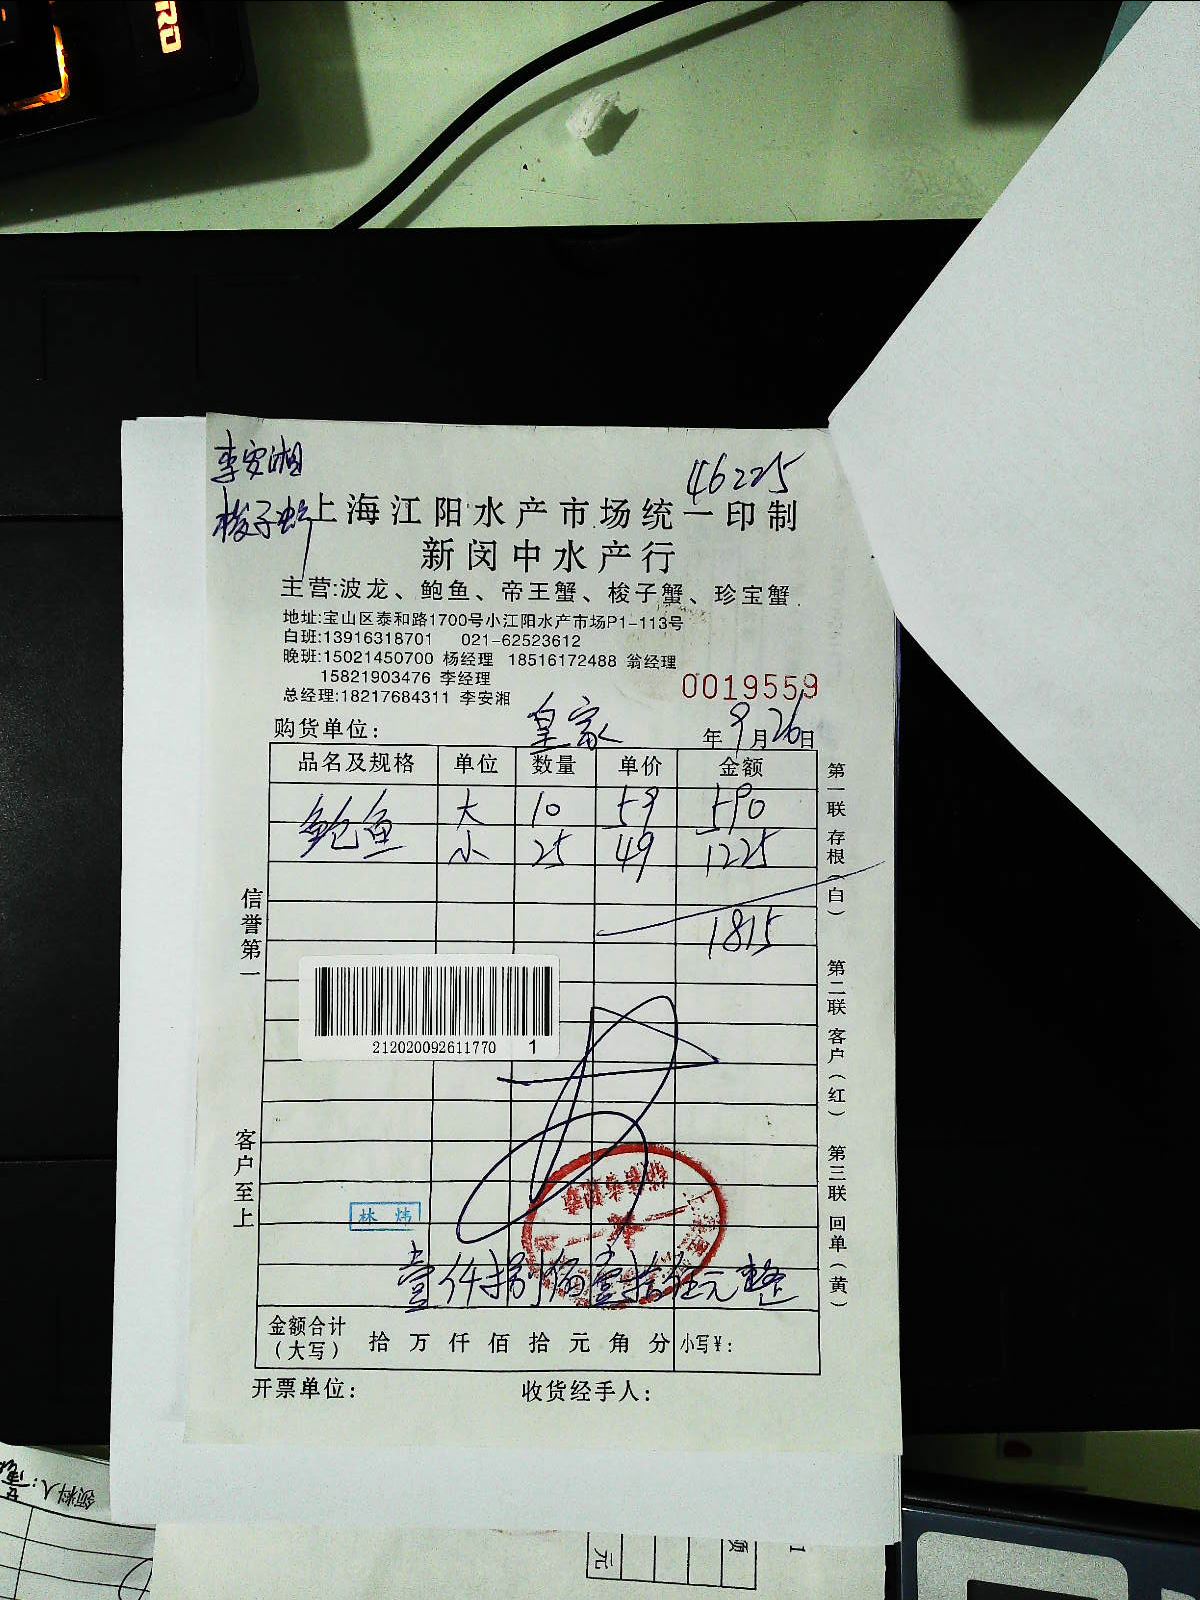 RD
李安湘
46225
梭子蟹
上海江阳水产市场统一印制
新闵中水产行
主营:波龙、鲍鱼、帝王蟹、梭子蟹、珍宝蟹
地址:宝山区泰和路1700号小江阳水产市场P1-113号
白班:13916318701 021-62523612
晚班:15021450700 杨经理 18516172488 翁经理
15821903476 李经理
总经理:18217684311 李安湘
0019559
购货单位: 皇家 年9月26日
品名及规格 单位 数量 单价 金额
鲍鱼 大 10 59 590
小 25 49 1225
1815
信誉第一
客户至上
第一联 存根(白)
第二联 客户(红)
第三联 回单(黄)
212020092611770 1
林炜
壹仟捌佰壹拾伍元整
金额合计(大写) 拾万仟佰拾元角分 小写¥:
开票单位: 收货经手人:
领料人:
元
1